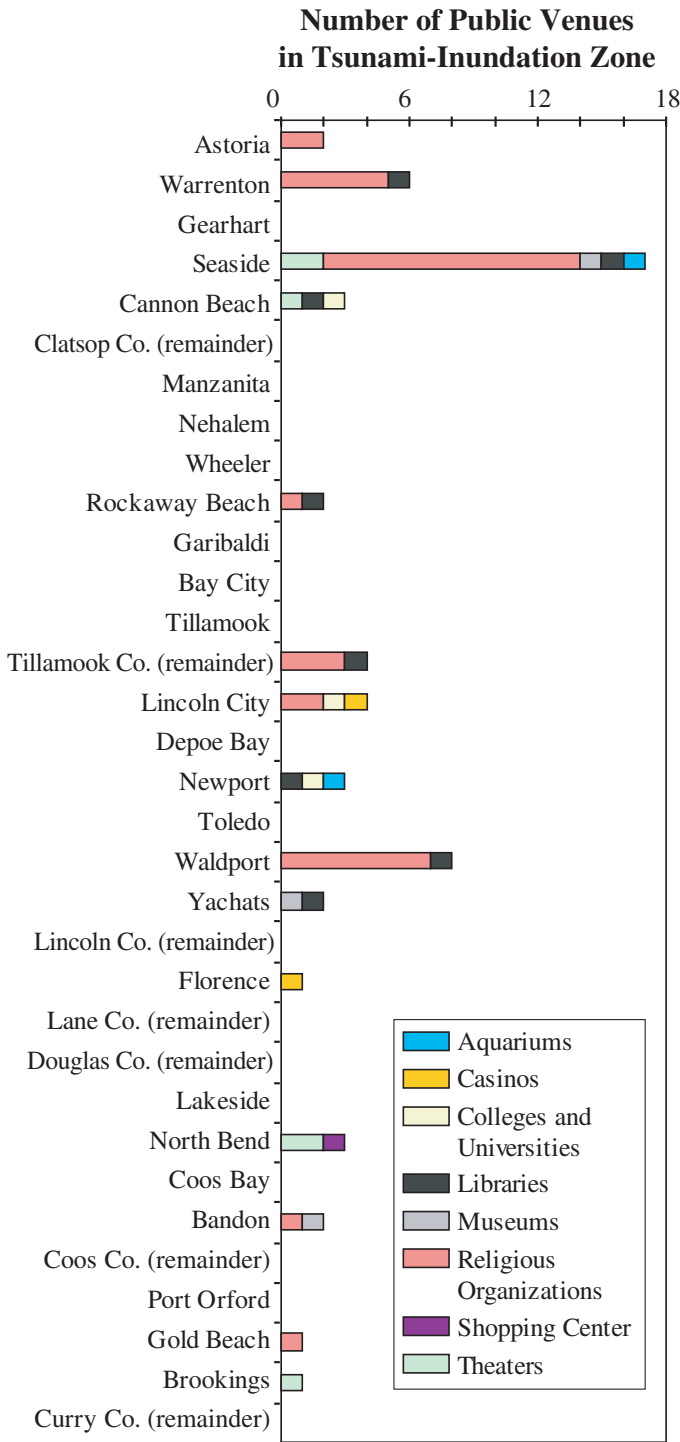 Number of Public Venues
in Tsunami-Inundation Zone
0 6 12 18
Astoria
Warrenton
Gearhart
Seaside
Cannon Beach
Clatsop Co. (remainder)
Manzanita
Nehalem
Wheeler
Rockaway Beach
Garibaldi
Bay City
Tillamook
Tillamook Co. (remainder)
Lincoln City
Depoe Bay
Newport
Toledo
Waldport
Yachats
Lincoln Co. (remainder)
Florence
Lane Co. (remainder)
Douglas Co. (remainder)
Lakeside
North Bend
Coos Bay
Bandon
Coos Co. (remainder)
Port Orford
Gold Beach
Brookings
Curry Co. (remainder)
Aquariums
Casinos
Colleges and
Universities
Libraries
Museums
Religious
Organizations
Shopping Center
Theaters